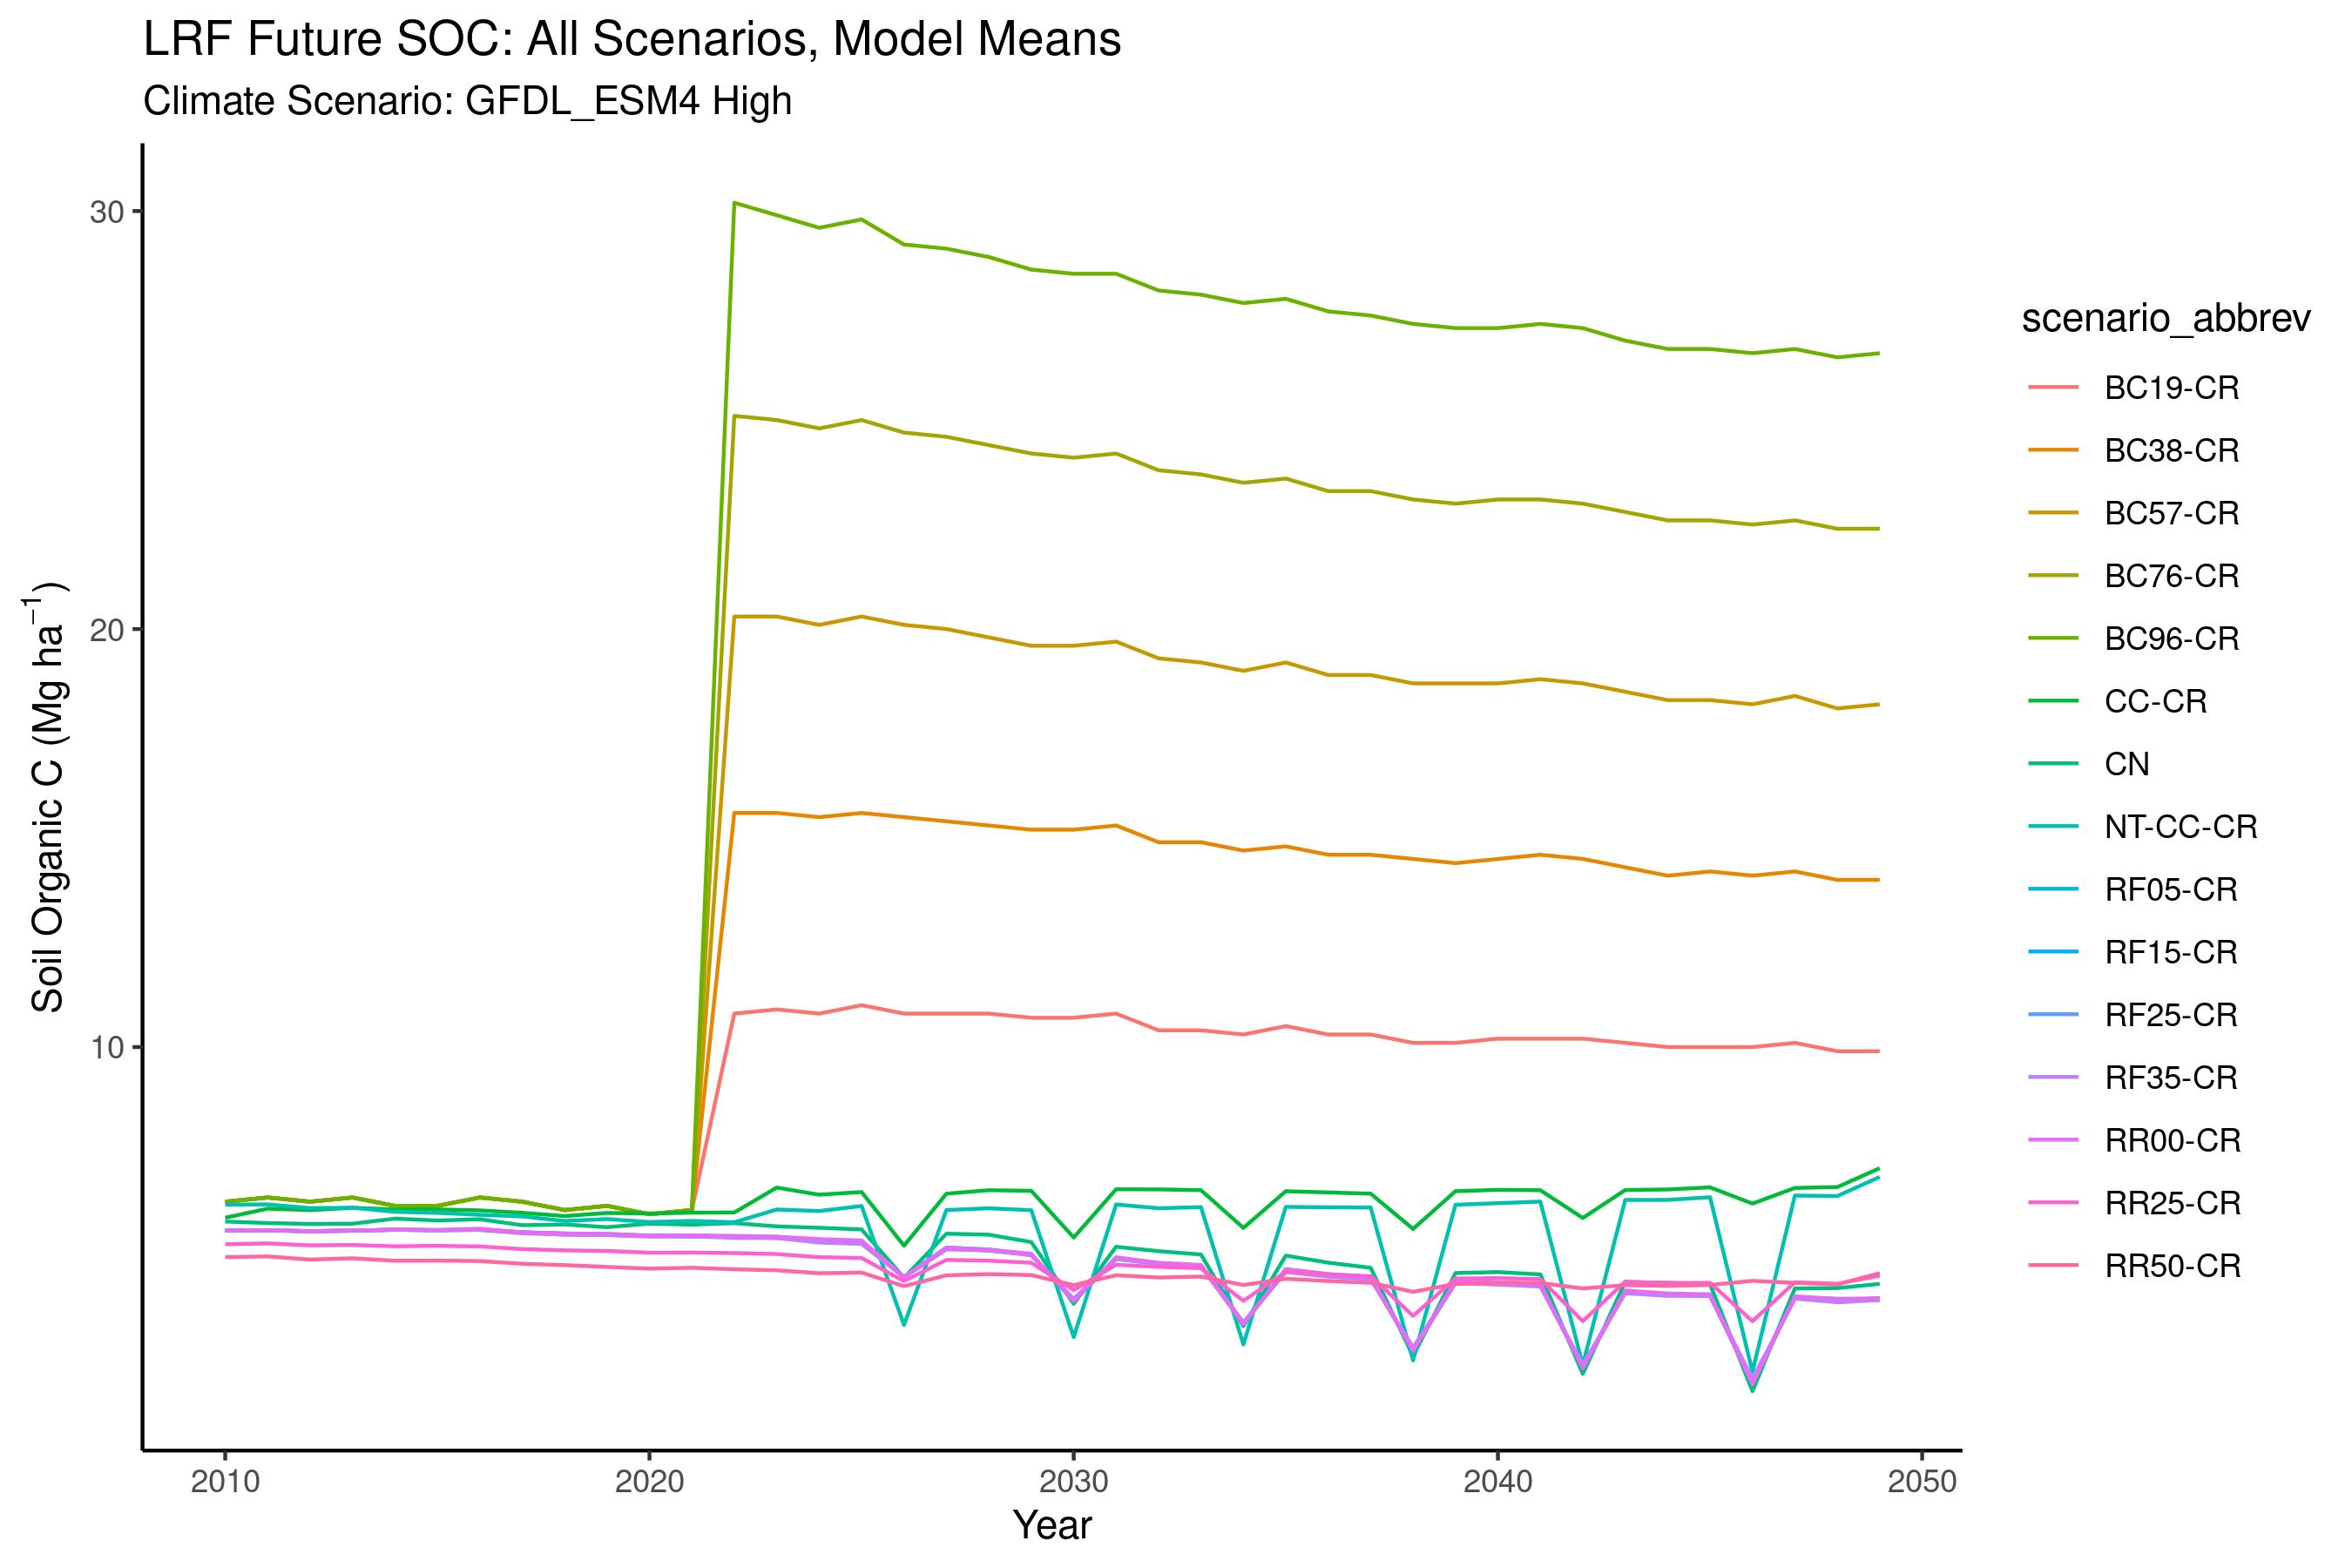 LRF Future SOC: All Scenarios, Model Means
Climate Scenario: GFDL_ESM4 High
Soil Organic C (Mg ha⁻¹)
30
20
10
2010
2020
2030
2040
2050
Year
scenario_abbrev
BC19-CR
BC38-CR
BC57-CR
BC76-CR
BC96-CR
CC-CR
CN
NT-CC-CR
RF05-CR
RF15-CR
RF25-CR
RF35-CR
RR00-CR
RR25-CR
RR50-CR